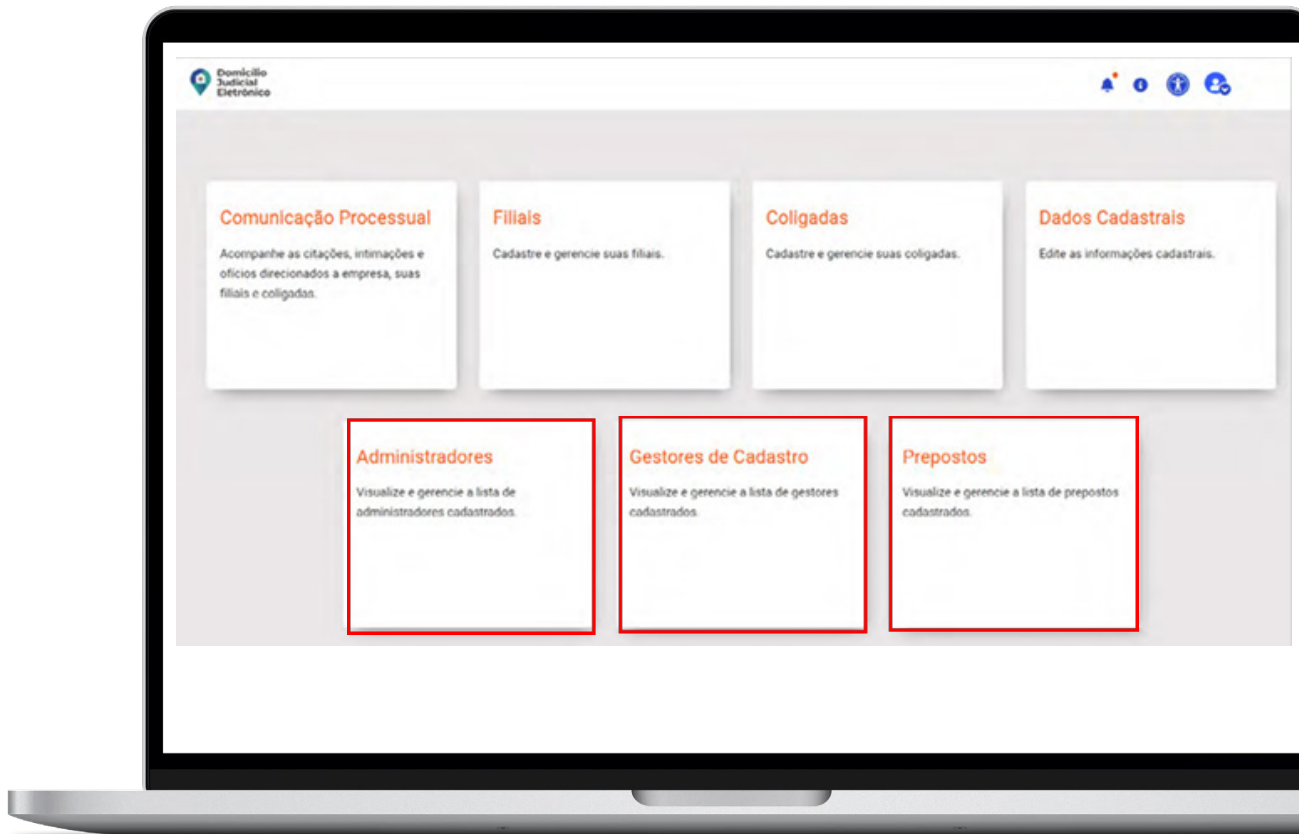 Domicílio
Judicial
Eletrônico
Comunicação Processual
Acompanhe as citações, intimações e
ofícios direcionados a empresa, suas
filiais e coligadas.
Filiais
Cadastre e gerencie suas filiais.
Coligadas
Cadastre e gerencie suas coligadas.
Dados Cadastrais
Edite as informações cadastrais.
Administradores
Visualize e gerencie a lista de
administradores cadastrados.
Gestores de Cadastro
Visualize e gerencie a lista de gestores
cadastrados.
Prepostos
Visualize e gerencie a lista de prepostos
cadastrados.